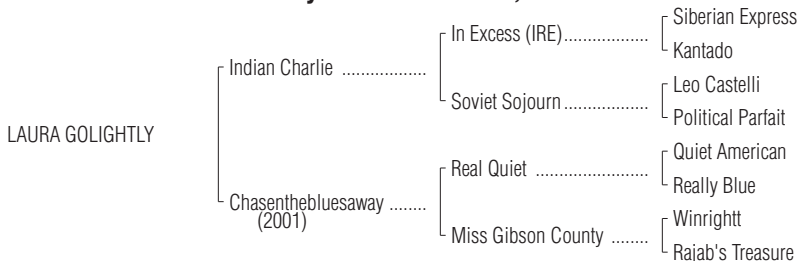 Siberian Express
In Excess (IRE)..................
Kantado
Indian Charlie ..................
Leo Castelli
Soviet Sojourn..................
Political Parfait
LAURA GOLIGHTLY
Quiet American
Real Quiet ........................
Really Blue
Chasenthebluesaway ........
(2001)
Winrightt
Miss Gibson County ........
Rajab's Treasure